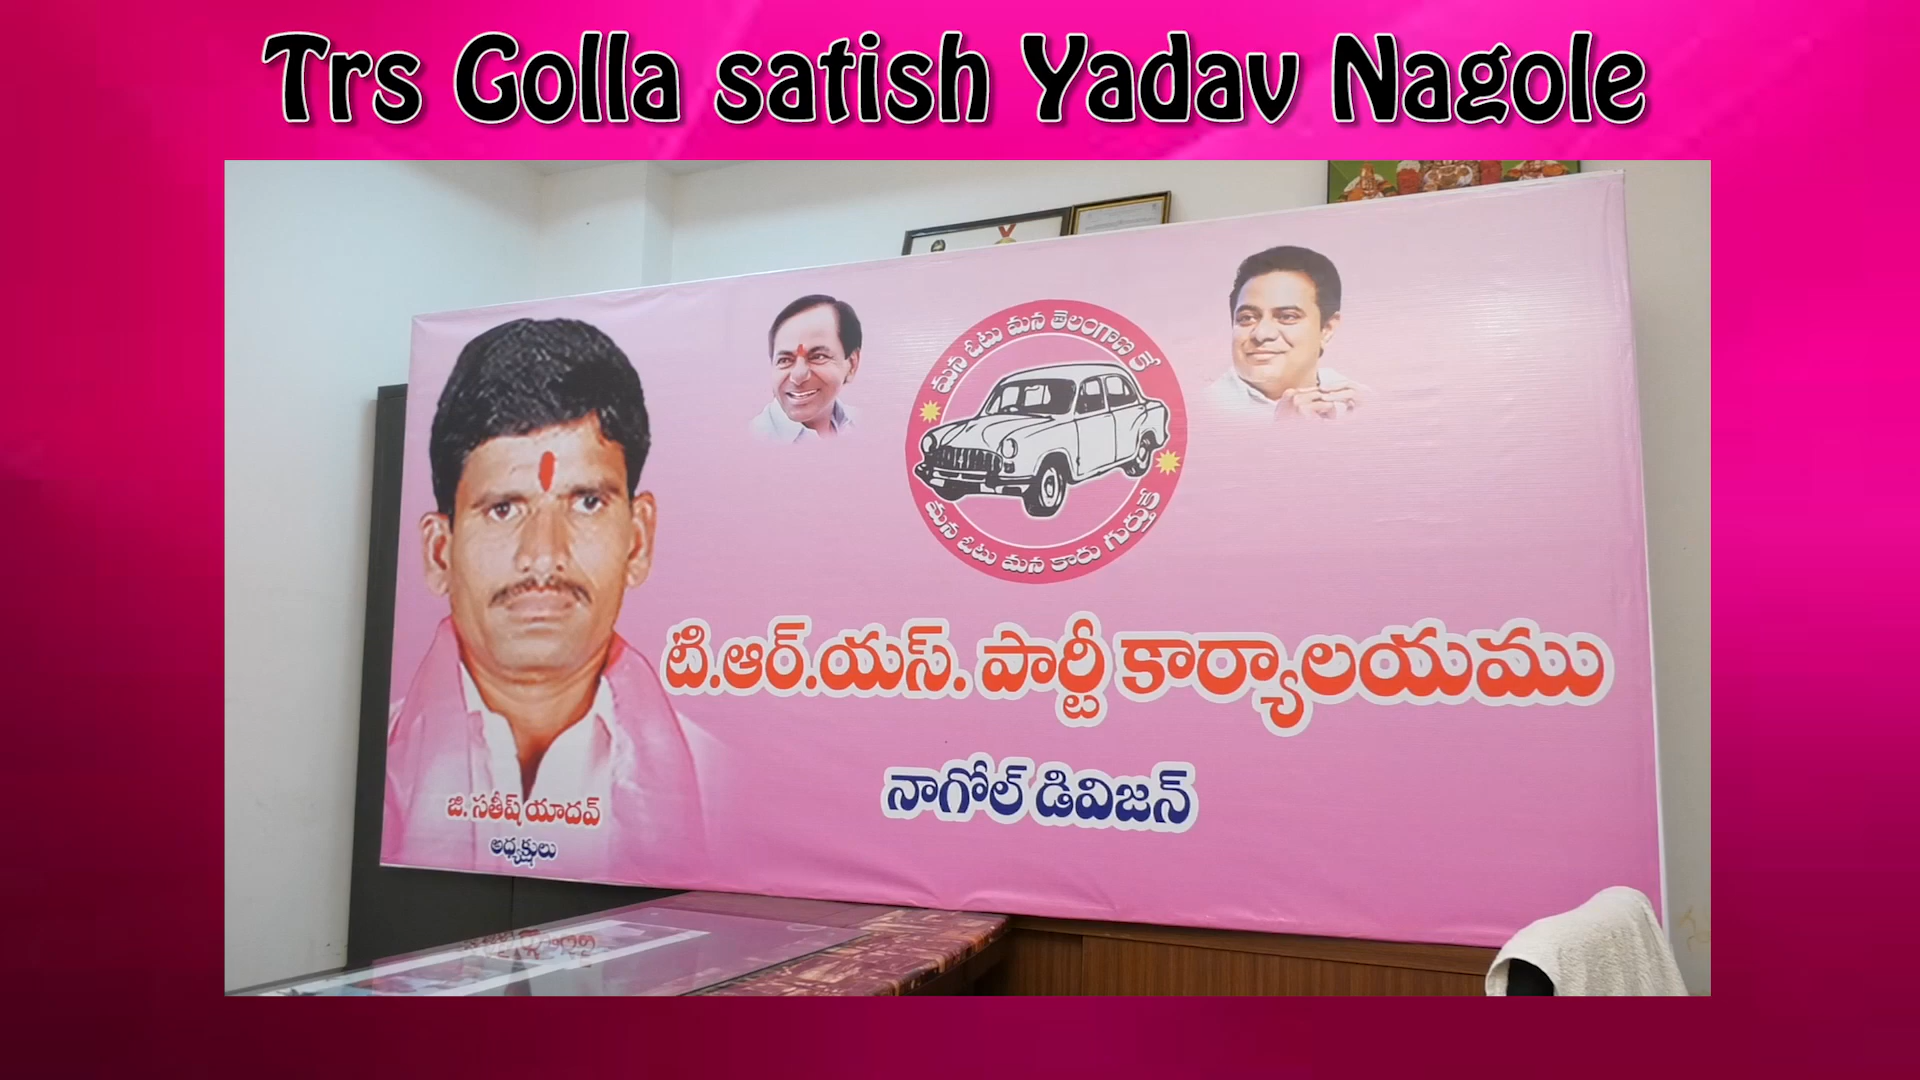 Trs Golla satish Yadav Nagole
మన ఓటు మన తెలంగాణ కే
మన ఓటు మన కారు గుర్తుకే
టి.ఆర్.యస్. పార్టీ కార్యాలయము
నాగోల్ డివిజన్
జి. సతీష్ యాదవ్
అధ్యక్షులు